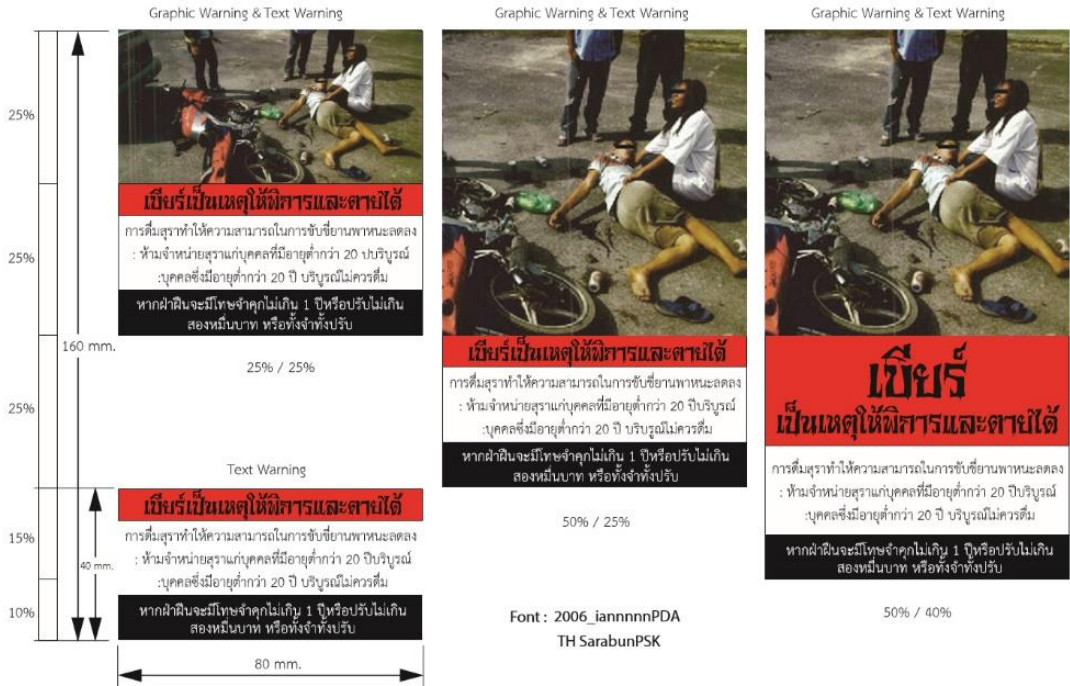 Graphic Warning & Text Warning
Graphic Warning & Text Warning
Graphic Warning & Text Warning
25%
25%
25%
15%
10%
160 mm.
40 mm.
80 mm.
เบียร์เป็นเหตุให้พิการและตายได้
การดื่มสุราทำให้ความสามารถในการขับขี่ยานพาหนะลดลง
: ห้ามจำหน่ายสุราแก่บุคคลที่มีอายุต่ำกว่า 20 ปบริบูรณ์
:บุคคลซึ่งมีอายุต่ำกว่า 20 ปี บริบูรณ์ไม่ควรดื่ม
หากฝ่าฝืนจะมีโทษจำคุกไม่เกิน 1 ปีหรือปรับไม่เกิน
สองหมื่นบาท หรือทั้งจำทั้งปรับ
25% / 25%
Text Warning
เบียร์เป็นเหตุให้พิการและตายได้
การดื่มสุราทำให้ความสามารถในการขับขี่ยานพาหนะลดลง
: ห้ามจำหน่ายสุราแก่บุคคลที่มีอายุต่ำกว่า 20 ปีบริบูรณ์
:บุคคลซึ่งมีอายุต่ำกว่า 20 ปี บริบูรณ์ไม่ควรดื่ม
หากฝ่าฝืนจะมีโทษจำคุกไม่เกิน 1 ปีหรือปรับไม่เกิน
สองหมื่นบาท หรือทั้งจำทั้งปรับ
เบียร์เป็นเหตุให้พิการและตายได้
การดื่มสุราทำให้ความสามารถในการขับขี่ยานพาหนะลดลง
: ห้ามจำหน่ายสุราแก่บุคคลที่มีอายุต่ำกว่า 20 ปีบริบูรณ์
:บุคคลซึ่งมีอายุต่ำกว่า 20 ปี บริบรูณ์ไม่ควรดื่ม
หากฝ่าฝืนจะมีโทษจำคุกไม่เกิน 1 ปีหรือปรับไม่เกิน
สองหมื่นบาท หรือทั้งจำทั้งปรับ
50% / 25%
Font : 2006_iannnnnPDA
TH SarabunPSK
เบียร์
เป็นเหตุให้พิการและตายได้
การดื่มสุราทำให้ความสามารถในการขับขี่ยานพาหนะลดลง
: ห้ามจำหน่ายสุราแก่บุคคลที่มีอายุต่ำกว่า 20 ปีบริบูรณ์
:บุคคลซึ่งมีอายุต่ำกว่า 20 ปี บริบูรณ์ไม่ควรดื่ม
หากฝ่าฝืนจะมีโทษจำคุกไม่เกิน 1 ปีหรือปรับไม่เกิน
สองหมื่นบาท หรือทั้งจำทั้งปรับ
50% / 40%